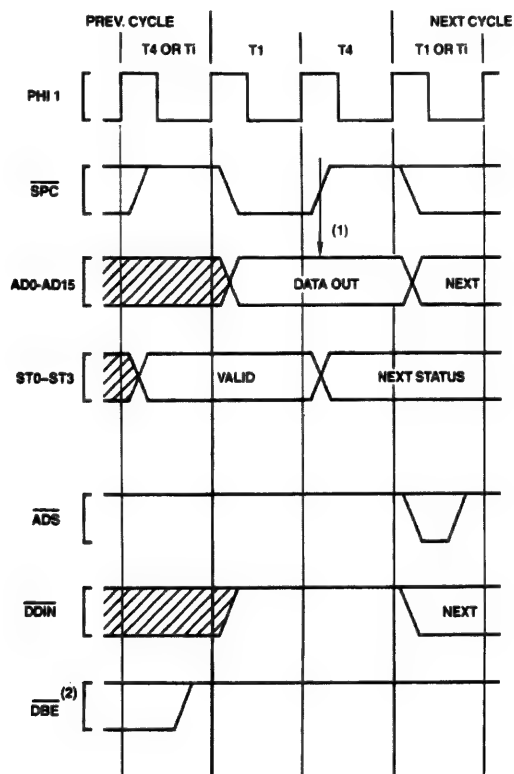 PREV. CYCLE NEXT CYCLE
T4 OR Ti T1 T4 T1 OR Ti
PHI 1
SPC
(1)
AD0-AD15 DATA OUT NEXT
ST0–ST3 VALID NEXT STATUS
ADS
DDIN NEXT
DBE (2)